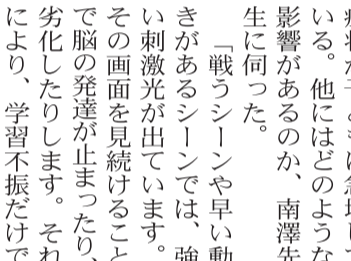 いる。他にはどのような
影響があるのか、南澤先
生に伺った。
「戦うシーンや早い動
きがあるシーンでは、強
い刺激光が出ています。
その画面を見続けること
で脳の発達が止まったり、
劣化したりします。それ
により、学習不振だけで